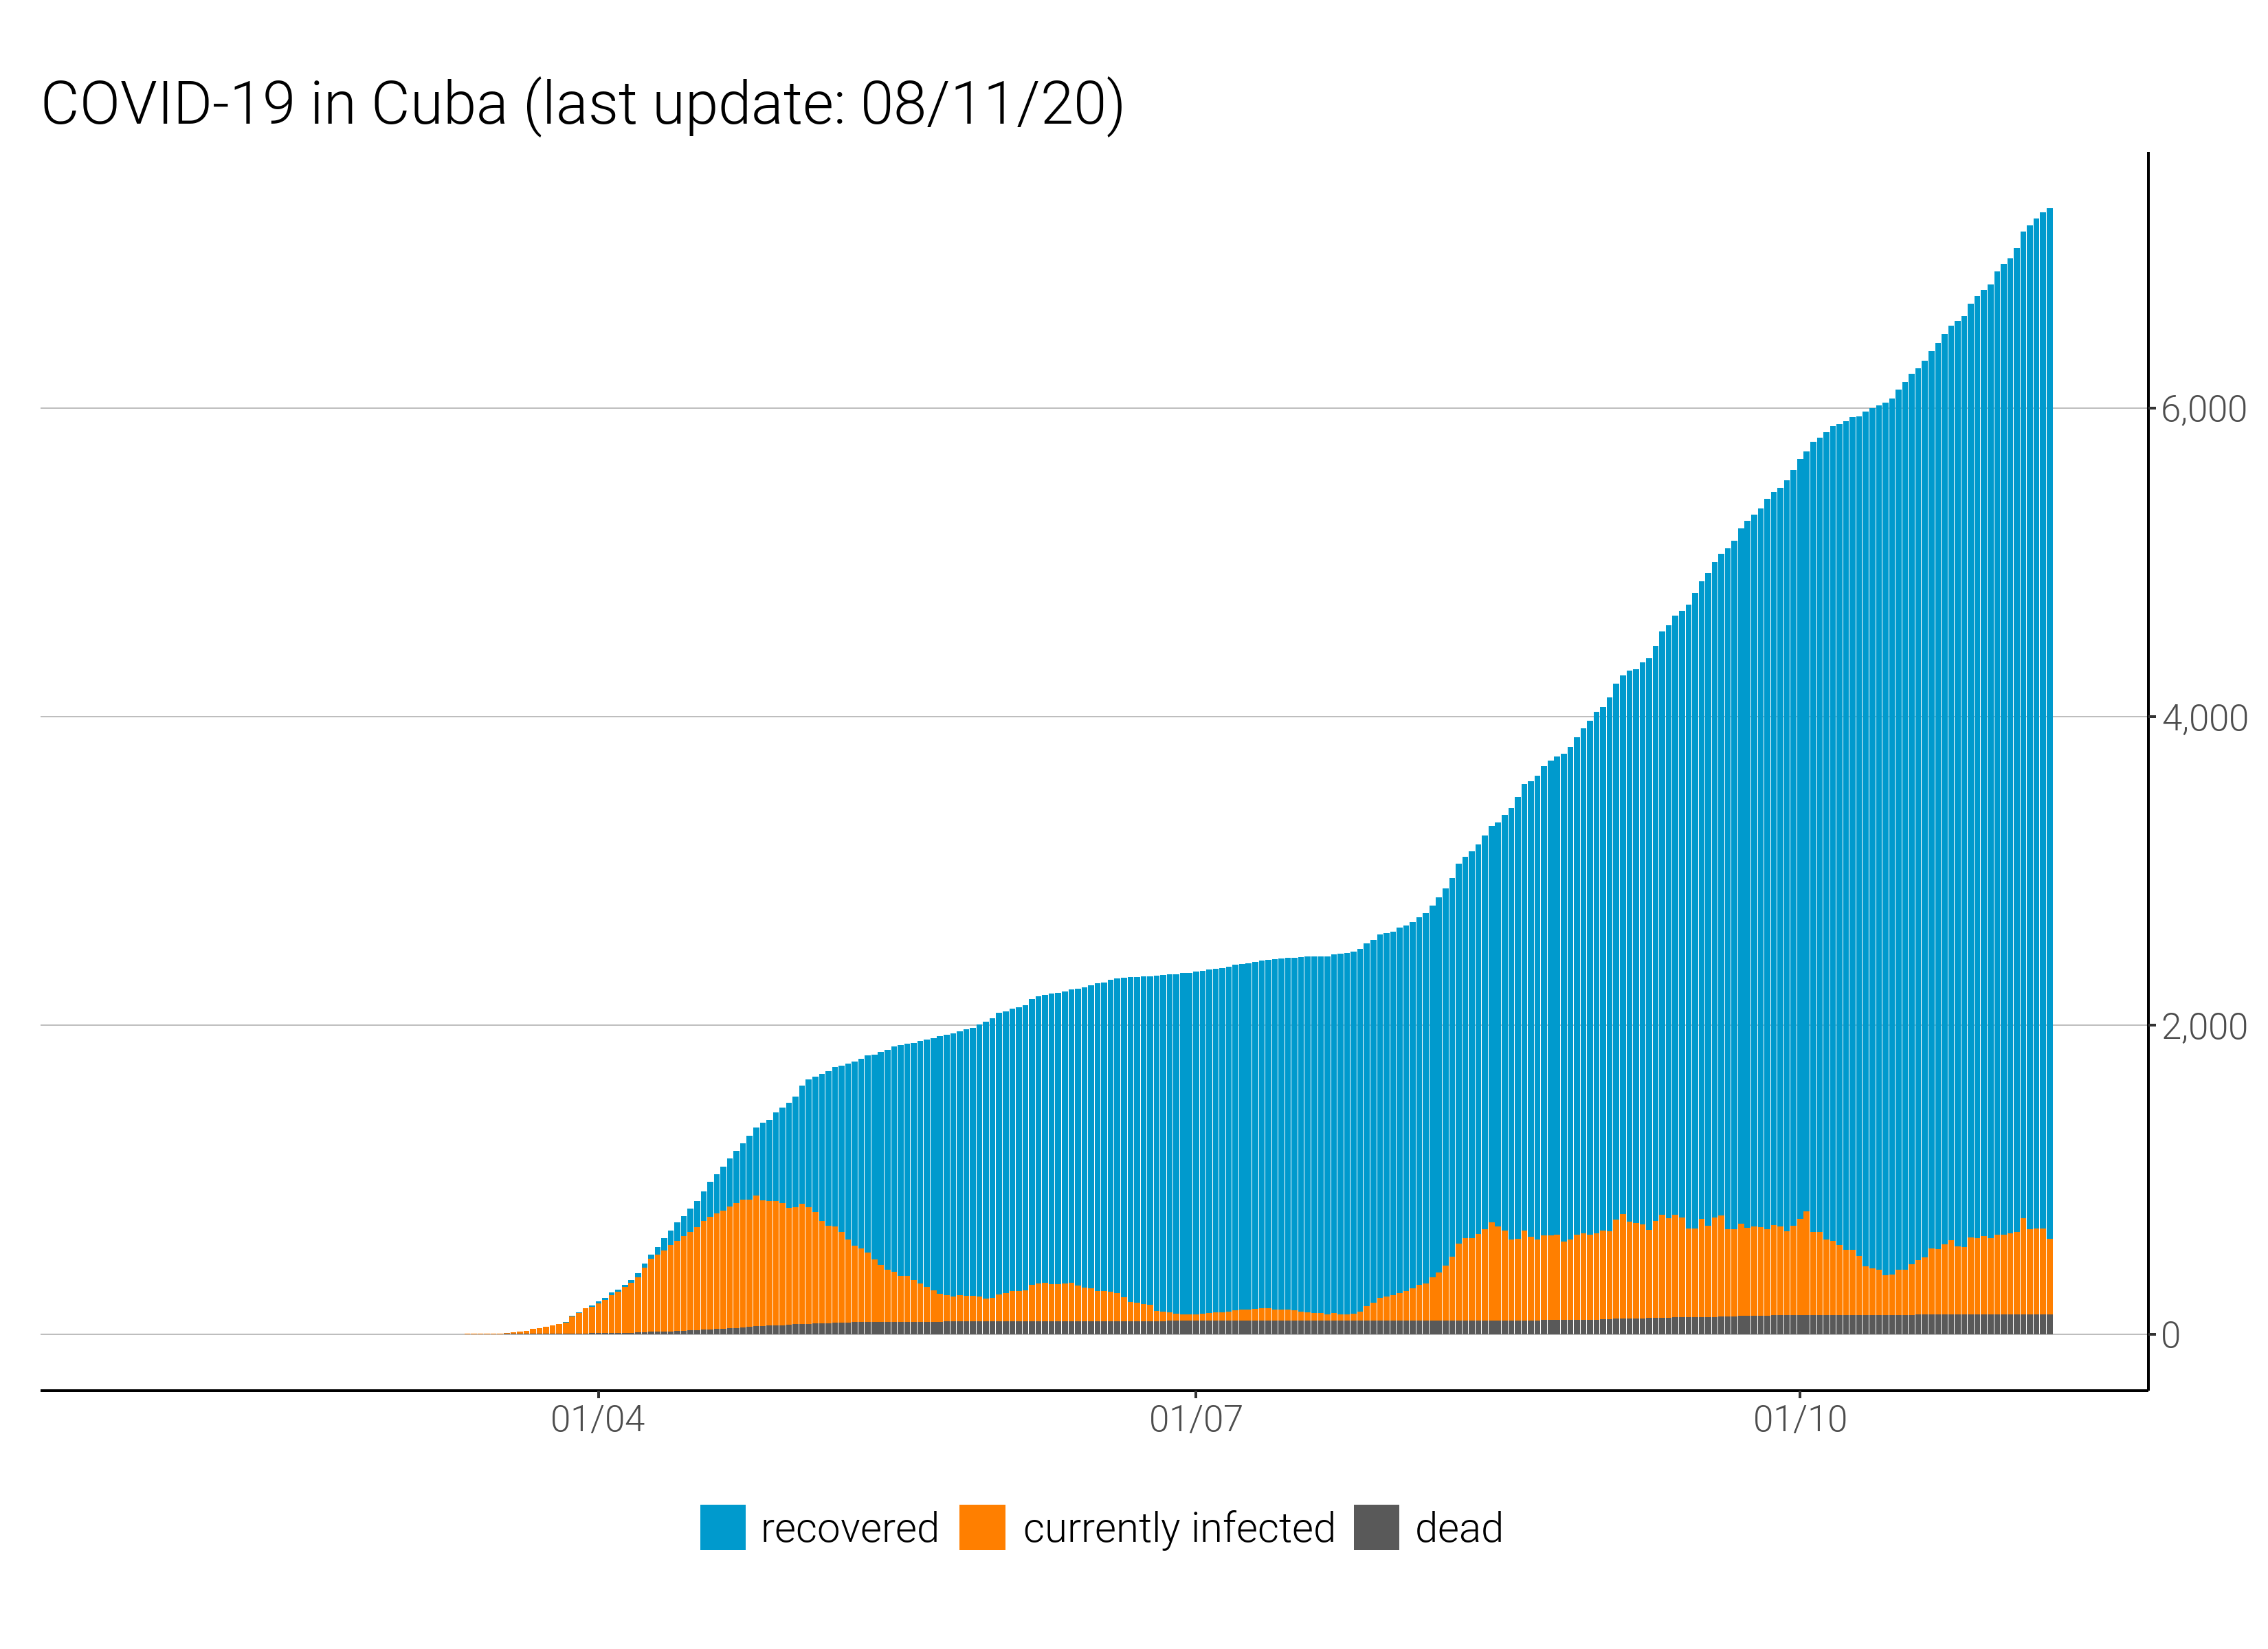 COVID-19 in Cuba (last update: 08/11/20)
6,000
4,000
2,000
0
01/04 01/07 01/10
recovered currently infected dead